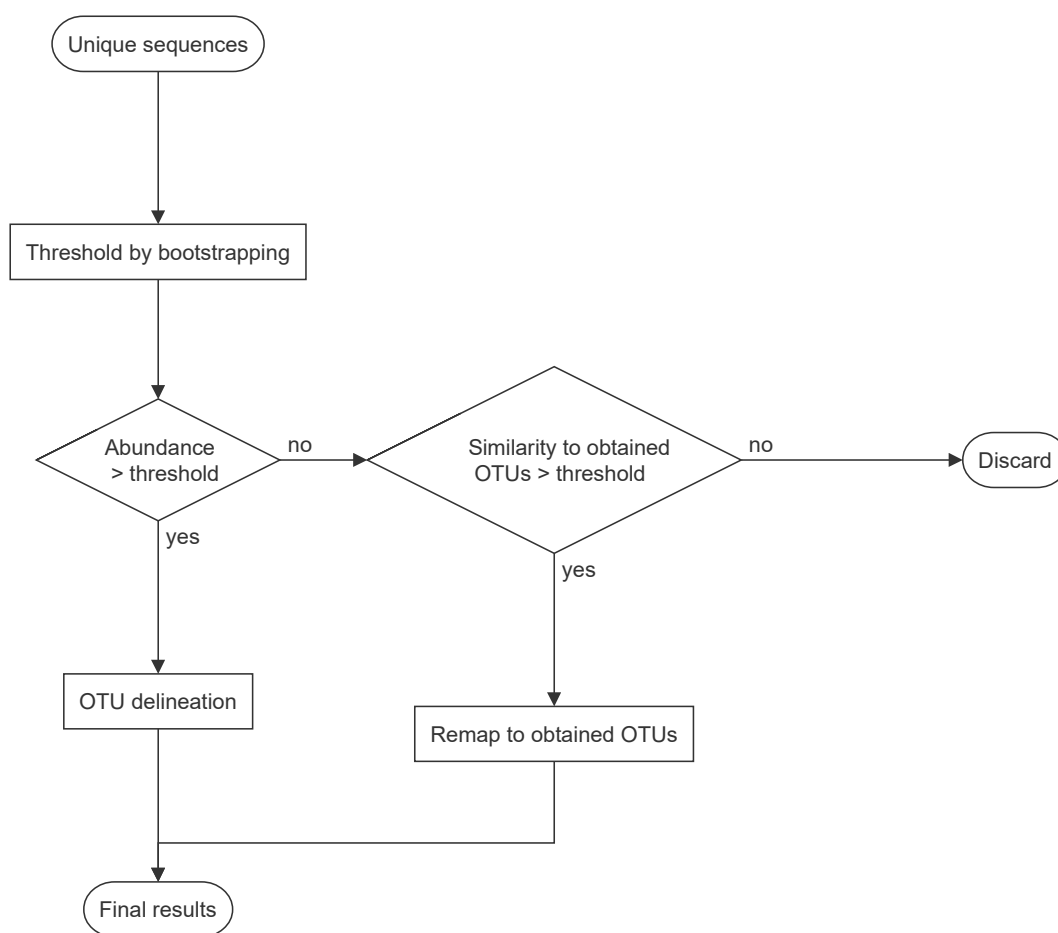 Unique sequences
Threshold by bootstrapping
Abundance
> threshold
no
Similarity to obtained
OTUs > threshold
no
Discard
yes
yes
OTU delineation
Remap to obtained OTUs
Final results